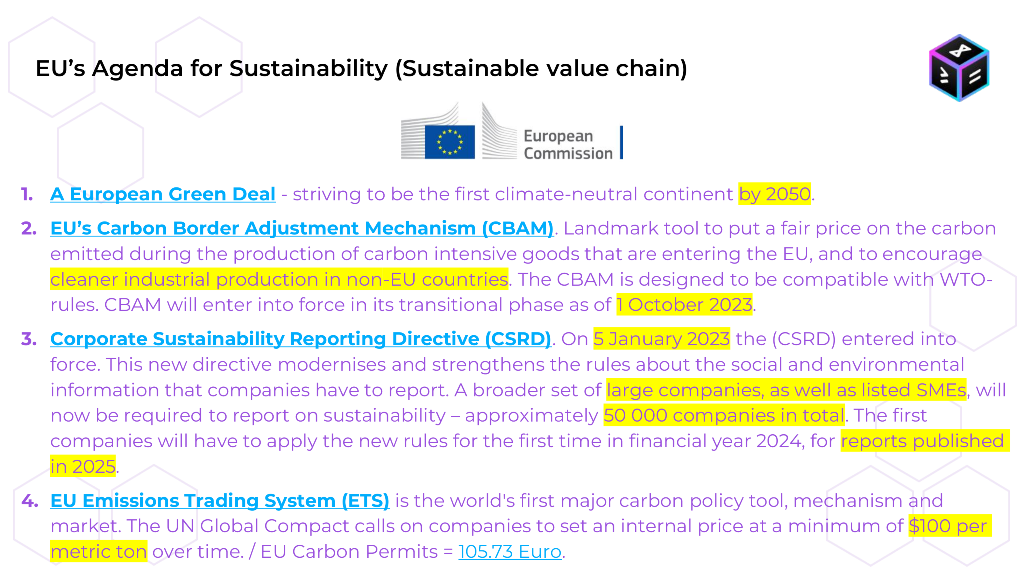 EU's Agenda for Sustainability (Sustainable value chain)
European
Commission
1. A European Green Deal - striving to be the first climate-neutral continent by 2050.
2. EU's Carbon Border Adjustment Mechanism (CBAM). Landmark tool to put a fair price on the carbon
emitted during the production of carbon intensive goods that are entering the EU, and to encourage
cleaner industrial production in non-EU countries. The CBAM is designed to be compatible with WTO-
rules. CBAM will enter into force in its transitional phase as of 1 October 2023.
3. Corporate Sustainability Reporting Directive (CSRD). On 5 January 2023 the (CSRD) entered into
force. This new directive modernises and strengthens the rules about the social and environmental
information that companies have to report. A broader set of large companies, as well as listed SMEs, will
now be required to report on sustainability – approximately 50 000 companies in total. The first
companies will have to apply the new rules for the first time in financial year 2024, for reports published
in 2025.
4. EU Emissions Trading System (ETS) is the world's first major carbon policy tool, mechanism and
market. The UN Global Compact calls on companies to set an internal price at a minimum of $100 per
metric ton over time. / EU Carbon Permits = 105.73 Euro.